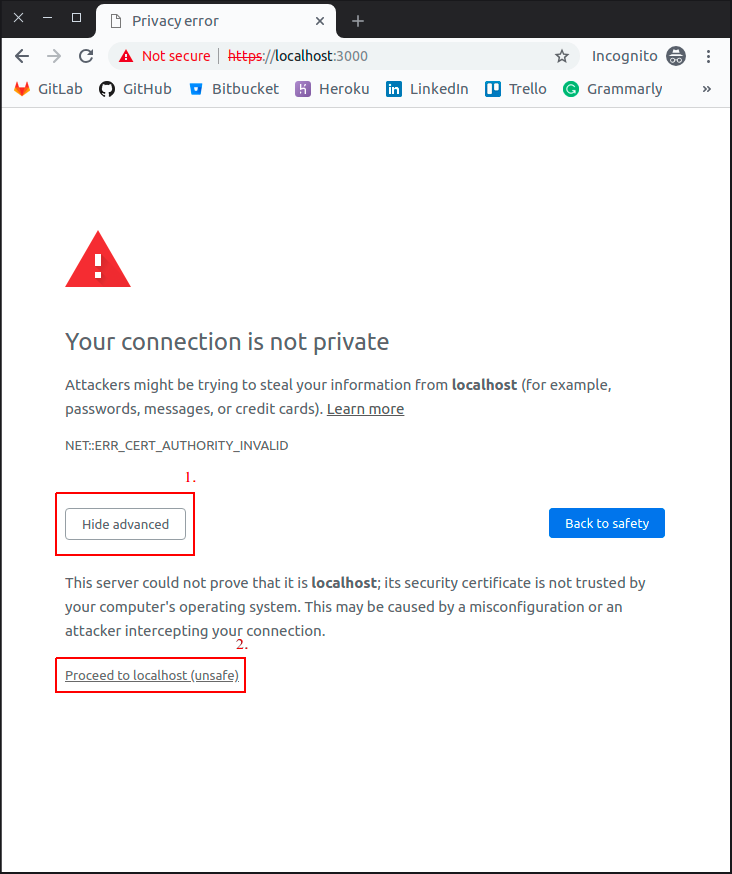 Privacy error
Not secure | https://localhost:3000 Incognito
GitLab GitHub Bitbucket Heroku LinkedIn Trello Grammarly »
Your connection is not private
Attackers might be trying to steal your information from localhost (for example,
passwords, messages, or credit cards). Learn more
NET::ERR_CERT_AUTHORITY_INVALID
1.
Hide advanced
Back to safety
This server could not prove that it is localhost; its security certificate is not trusted by
your computer's operating system. This may be caused by a misconfiguration or an
attacker intercepting your connection.
2.
Proceed to localhost (unsafe)